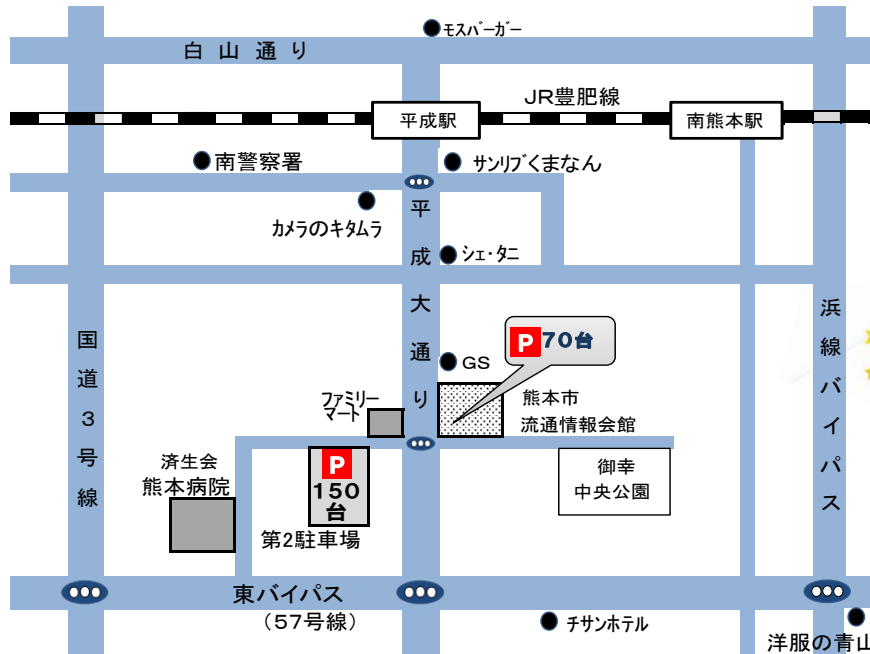 モスバーガー
白山通り
JR豊肥線
平成駅
南熊本駅
南警察署
サンリブくまなん
カメラのキタムラ
平成大通り
シェ・タニ
国道3号線
浜線バイパス
P 70台
GS
ファミリー
マート
熊本市
流通情報会館
済生会
熊本病院
P
150
台
第2駐車場
御幸
中央公園
東バイパス
(57号線)
チサンホテル
洋服の青山